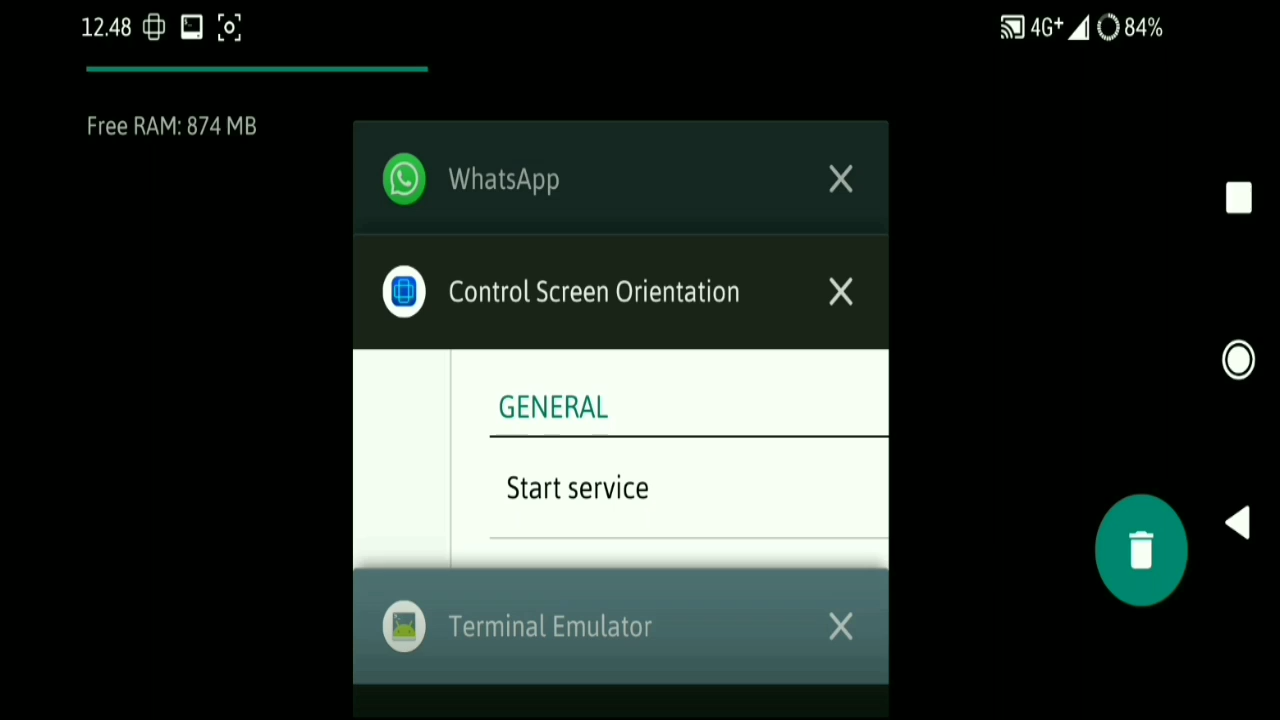 12.48
4G+
84%
Free RAM: 874 MB
WhatsApp
Control Screen Orientation
GENERAL
Start service
Terminal Emulator